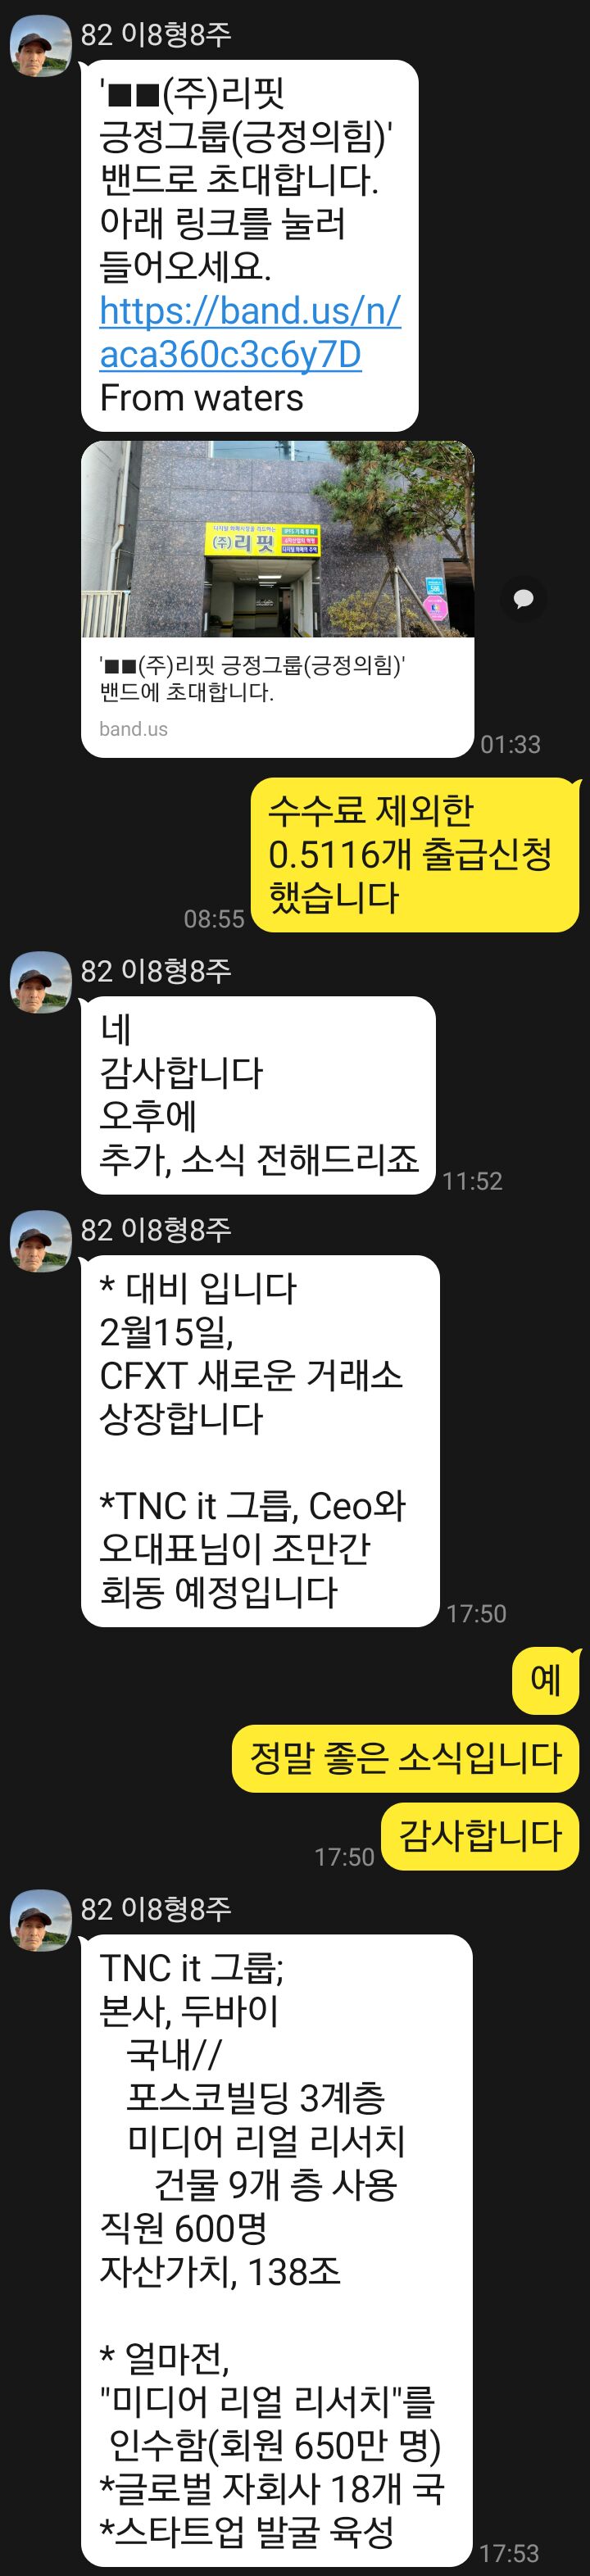 82 이8형8주
'■■(주)리핏
긍정그룹(긍정의힘)'
밴드로 초대합니다.
아래 링크를 눌러
들어오세요.
https://band.us/n/
aca360c3c6y7D
From waters
(주)리핏
'■■(주)리핏 긍정그룹(긍정의힘)'
밴드에 초대합니다.
band.us
01:33
수수료 제외한
0.5116개 출급신청
했습니다
08:55
82 이8형8주
네
감사합니다
오후에
추가, 소식 전해드리죠
11:52
82 이8형8주
* 대비 입니다
2월15일,
CFXT 새로운 거래소
상장합니다
*TNC it 그릅, Ceo와
오대표님이 조만간
회동 예정입니다
17:50
예
정말 좋은 소식입니다
감사합니다
17:50
82 이8형8주
TNC it 그룹;
본사, 두바이
국내//
포스코빌딩 3계층
미디어 리얼 리서치
건물 9개 층 사용
직원 600명
자산가치, 138조
* 얼마전,
"미디어 리얼 리서치"를
인수함(회원 650만 명)
*글로벌 자회사 18개 국
*스타트업 발굴 육성
17:53